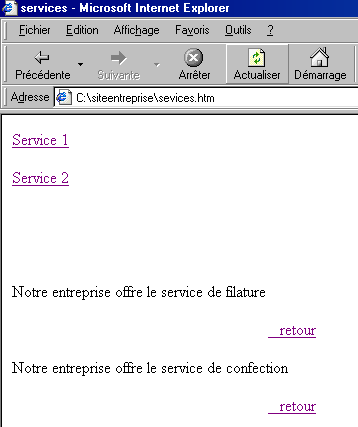 services - Microsoft Internet Explorer
Fichier Edition Affichage Favoris Outils ?
Précédente Suivante Arrêter Actualiser Démarrage
Adresse C:\siteentreprise\sevices.htm
Service 1
Service 2
Notre entreprise offre le service de filature
retour
Notre entreprise offre le service de confection
retour